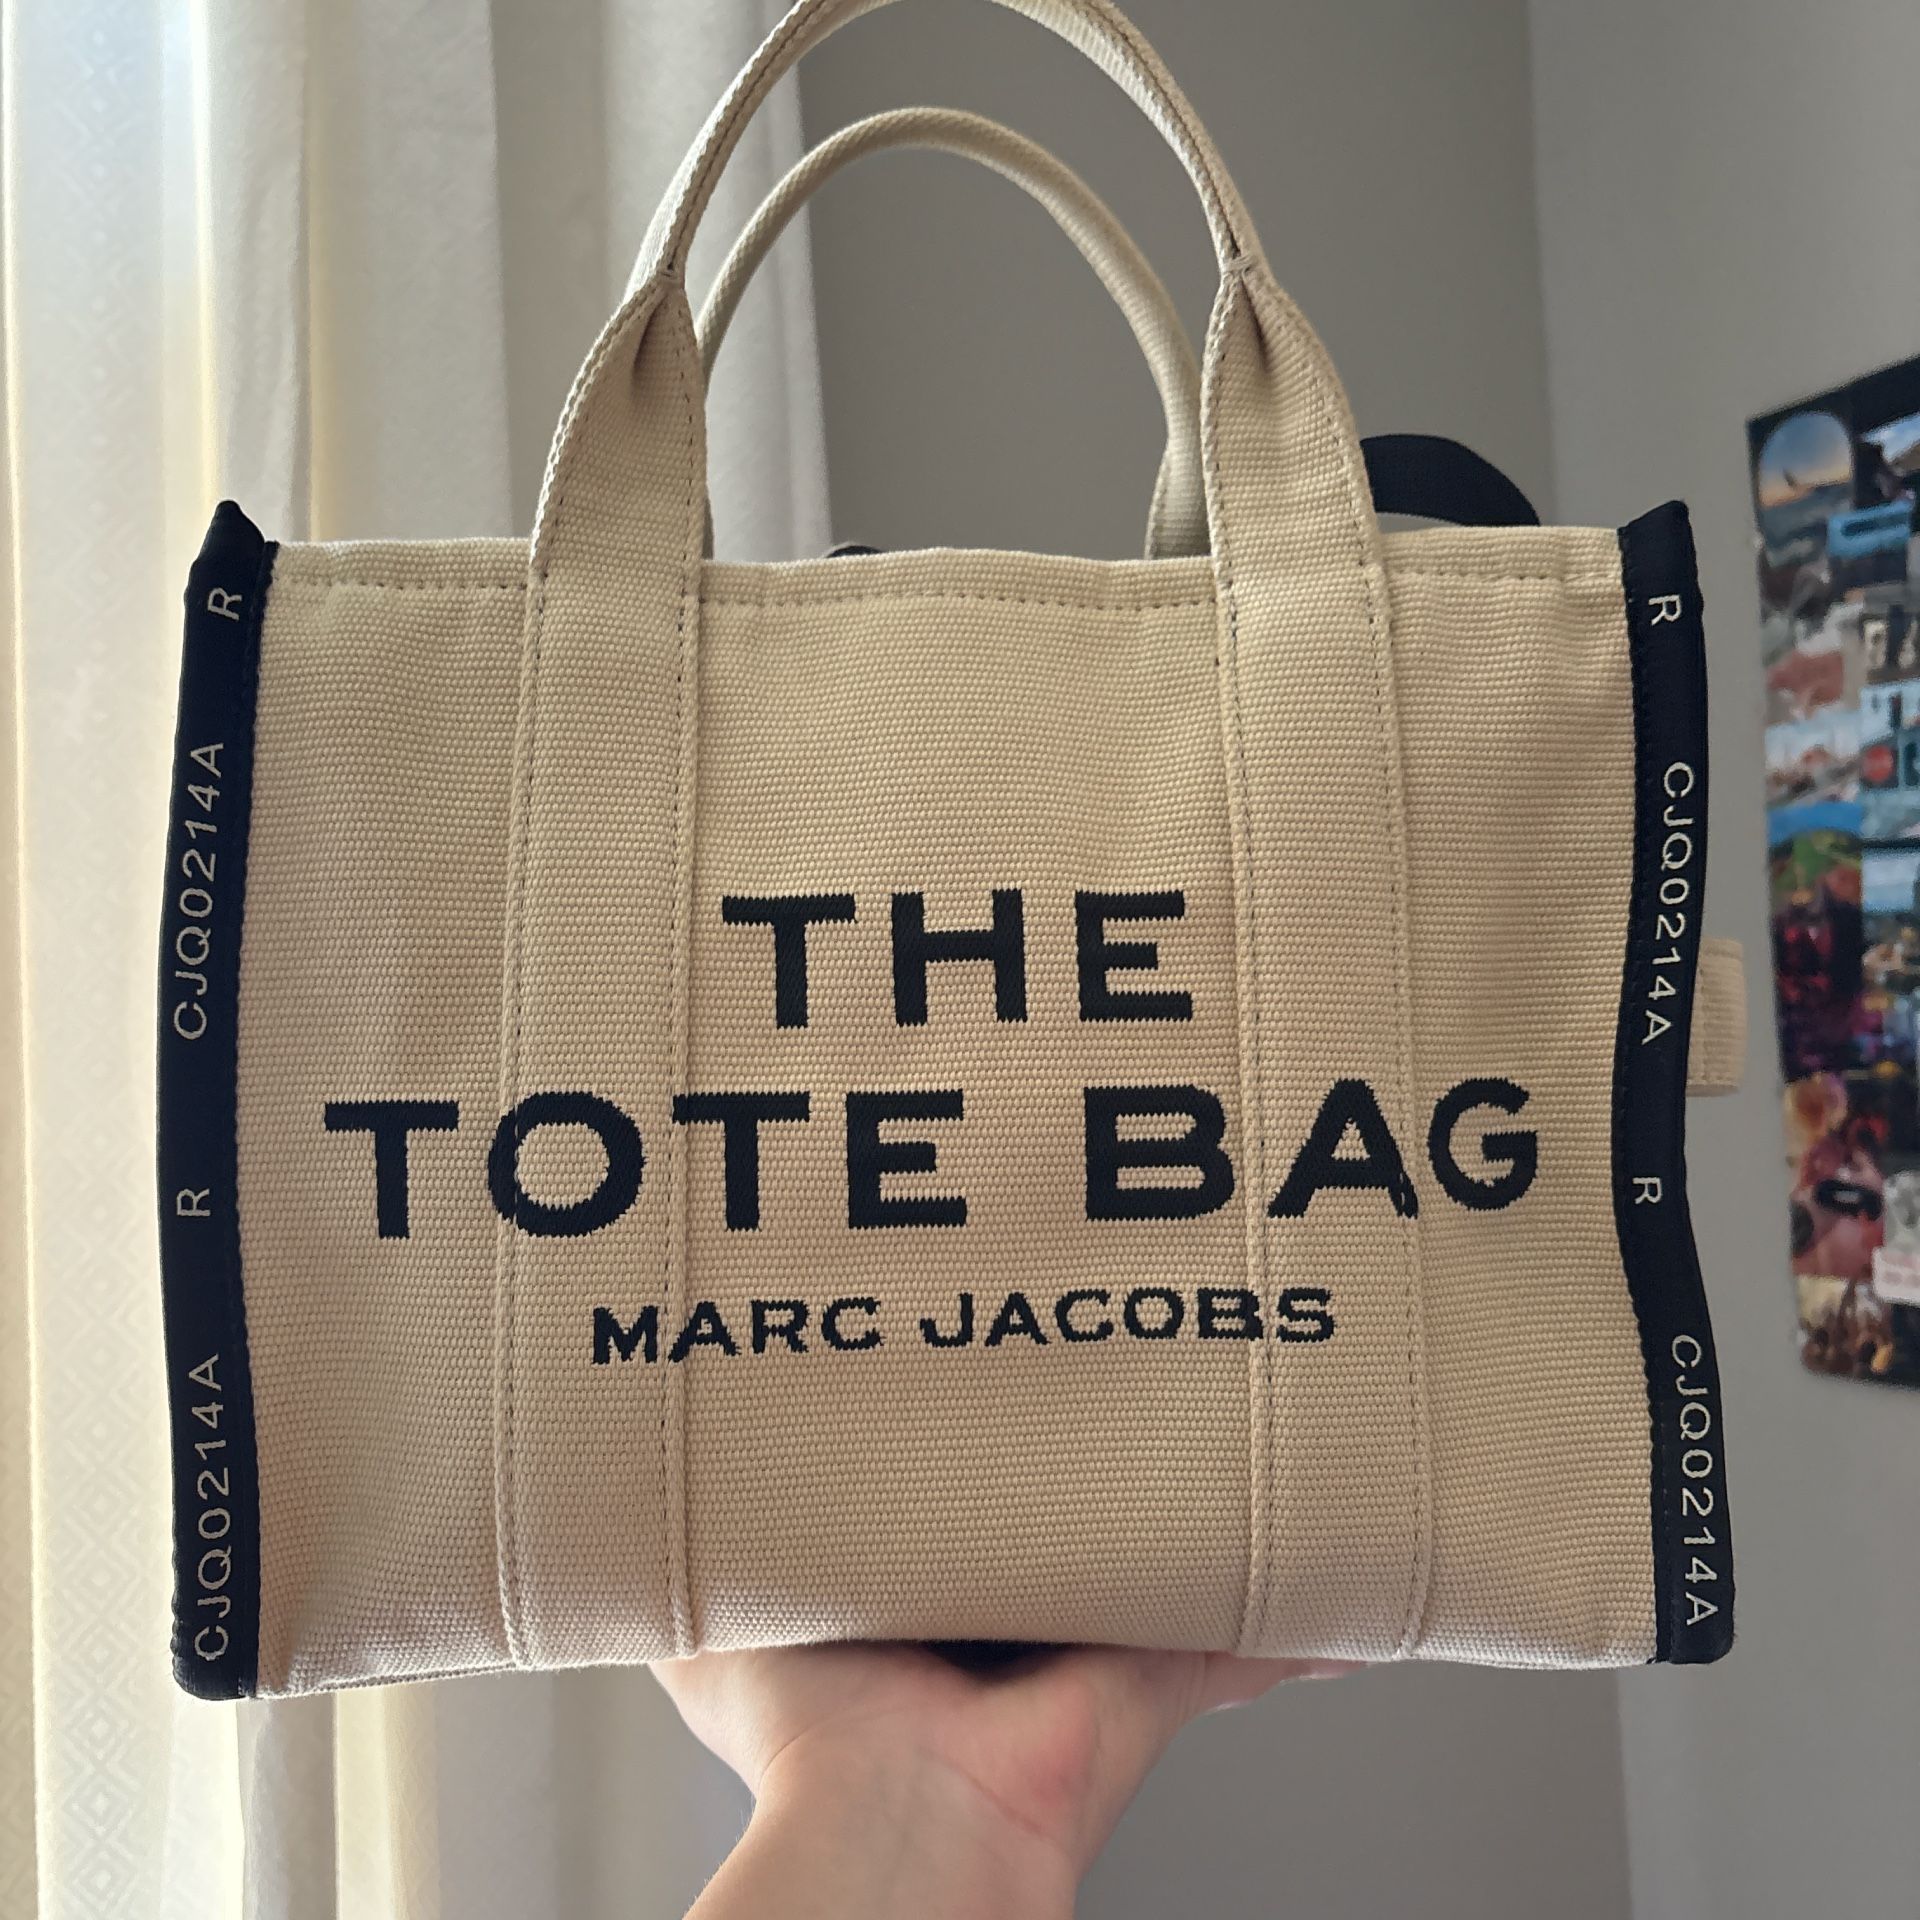 THE
TOTE BAG
MARC JACOBS
R
CJQ0214A
R
CJQ0214A
R
CJQ0214A
R
CJQ0214A